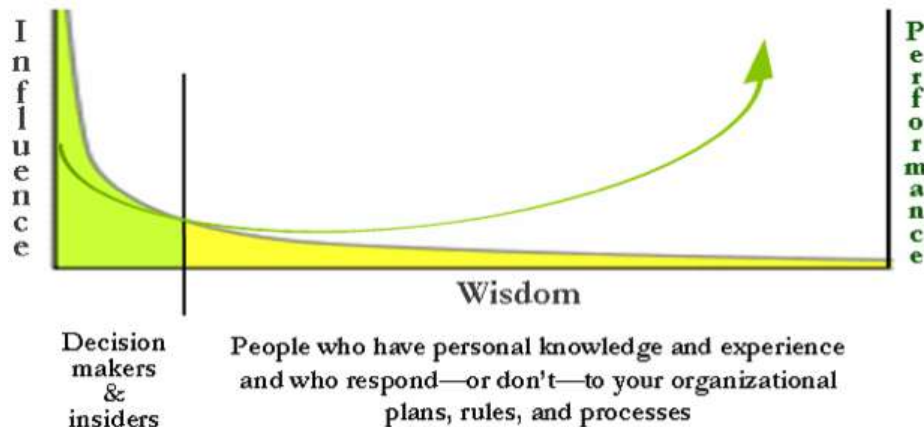 Influence
Performance
Wisdom
Decision
makers
&
insiders
People who have personal knowledge and experience
and who respond—or don't—to your organizational
plans, rules, and processes